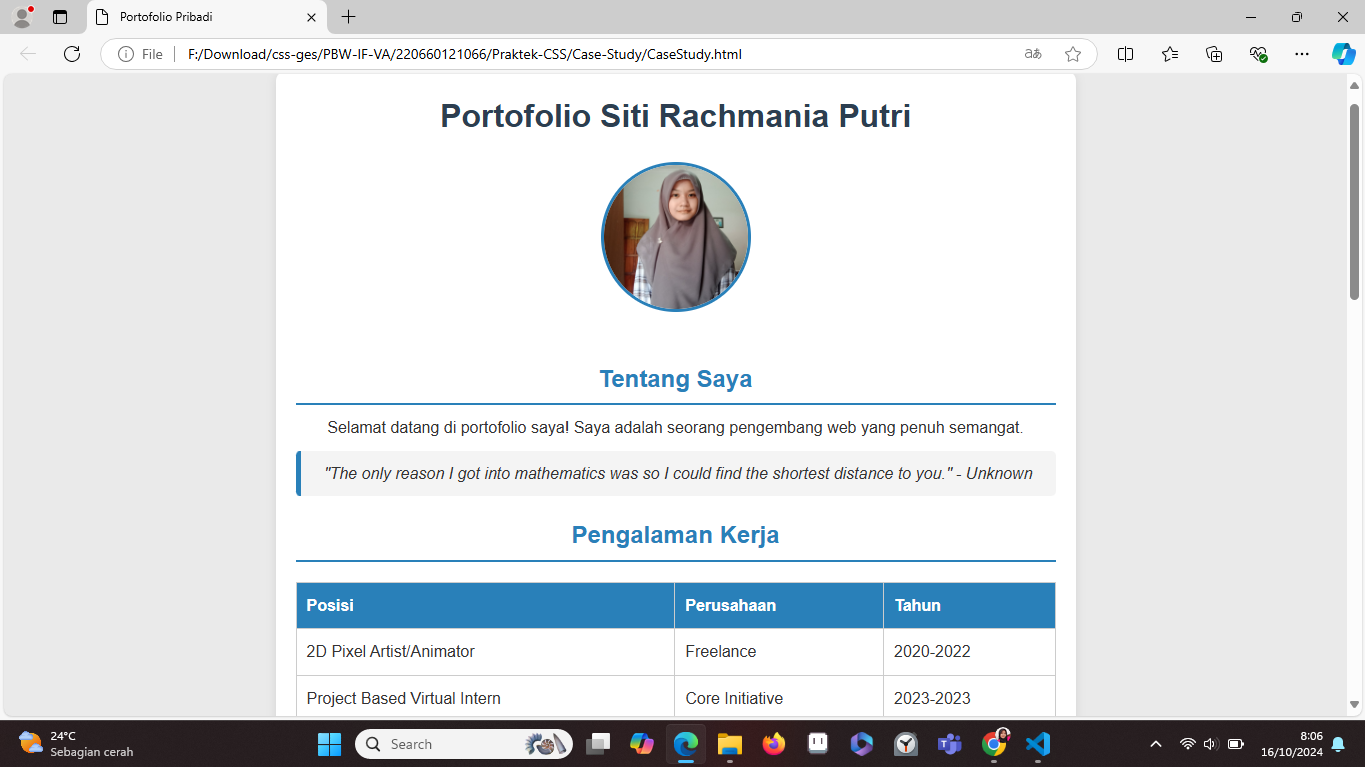 Portofolio Pribadi
File
F:/Download/css-ges/PBW-IF-VA/220660121066/Praktek-CSS/Case-Study/CaseStudy.html
aあ
Portofolio Siti Rachmania Putri
Tentang Saya
Selamat datang di portofolio saya! Saya adalah seorang pengembang web yang penuh semangat.
"The only reason I got into mathematics was so I could find the shortest distance to you." - Unknown
Pengalaman Kerja
Posisi Perusahaan Tahun
2D Pixel Artist/Animator Freelance 2020-2022
Project Based Virtual Intern Core Initiative 2023-2023
24°C
Sebagian cerah
Search
8:06
16/10/2024